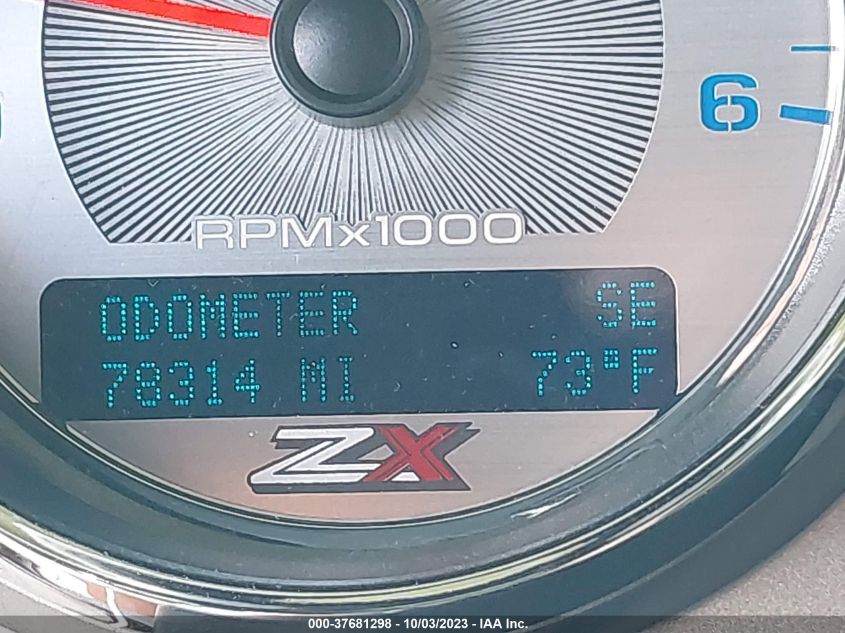 6
RPMx1000
ODOMETER SE
78314 MI 73°F
ZX
000-37681298 - 10/03/2023 - IAA Inc.